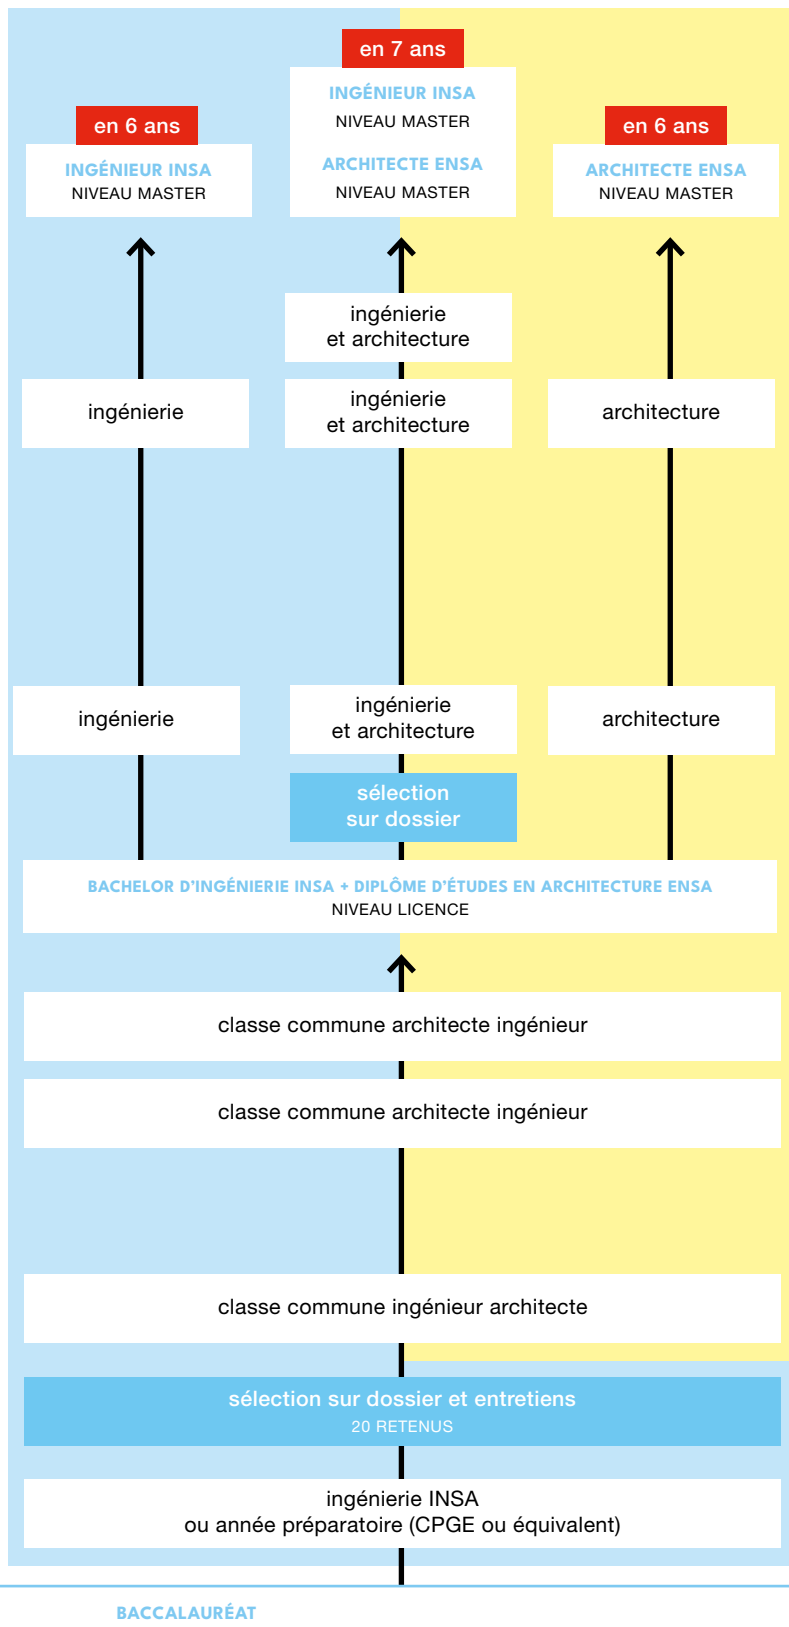 en 7 ans
INGÉNIEUR INSA
NIVEAU MASTER
ARCHITECTE ENSA
NIVEAU MASTER
en 6 ans
INGÉNIEUR INSA
NIVEAU MASTER
en 6 ans
ARCHITECTE ENSA
NIVEAU MASTER
ingénierie
et architecture
ingénierie
ingénierie
et architecture
architecture
ingénierie
ingénierie
et architecture
architecture
sélection
sur dossier
BACHELOR D'INGÉNIERIE INSA + DIPLÔME D'ÉTUDES EN ARCHITECTURE ENSA
NIVEAU LICENCE
classe commune architecte ingénieur
classe commune architecte ingénieur
classe commune ingénieur architecte
sélection sur dossier et entretiens
20 RETENUS
ingénierie INSA
ou année préparatoire (CPGE ou équivalent)
BACCALAURÉAT